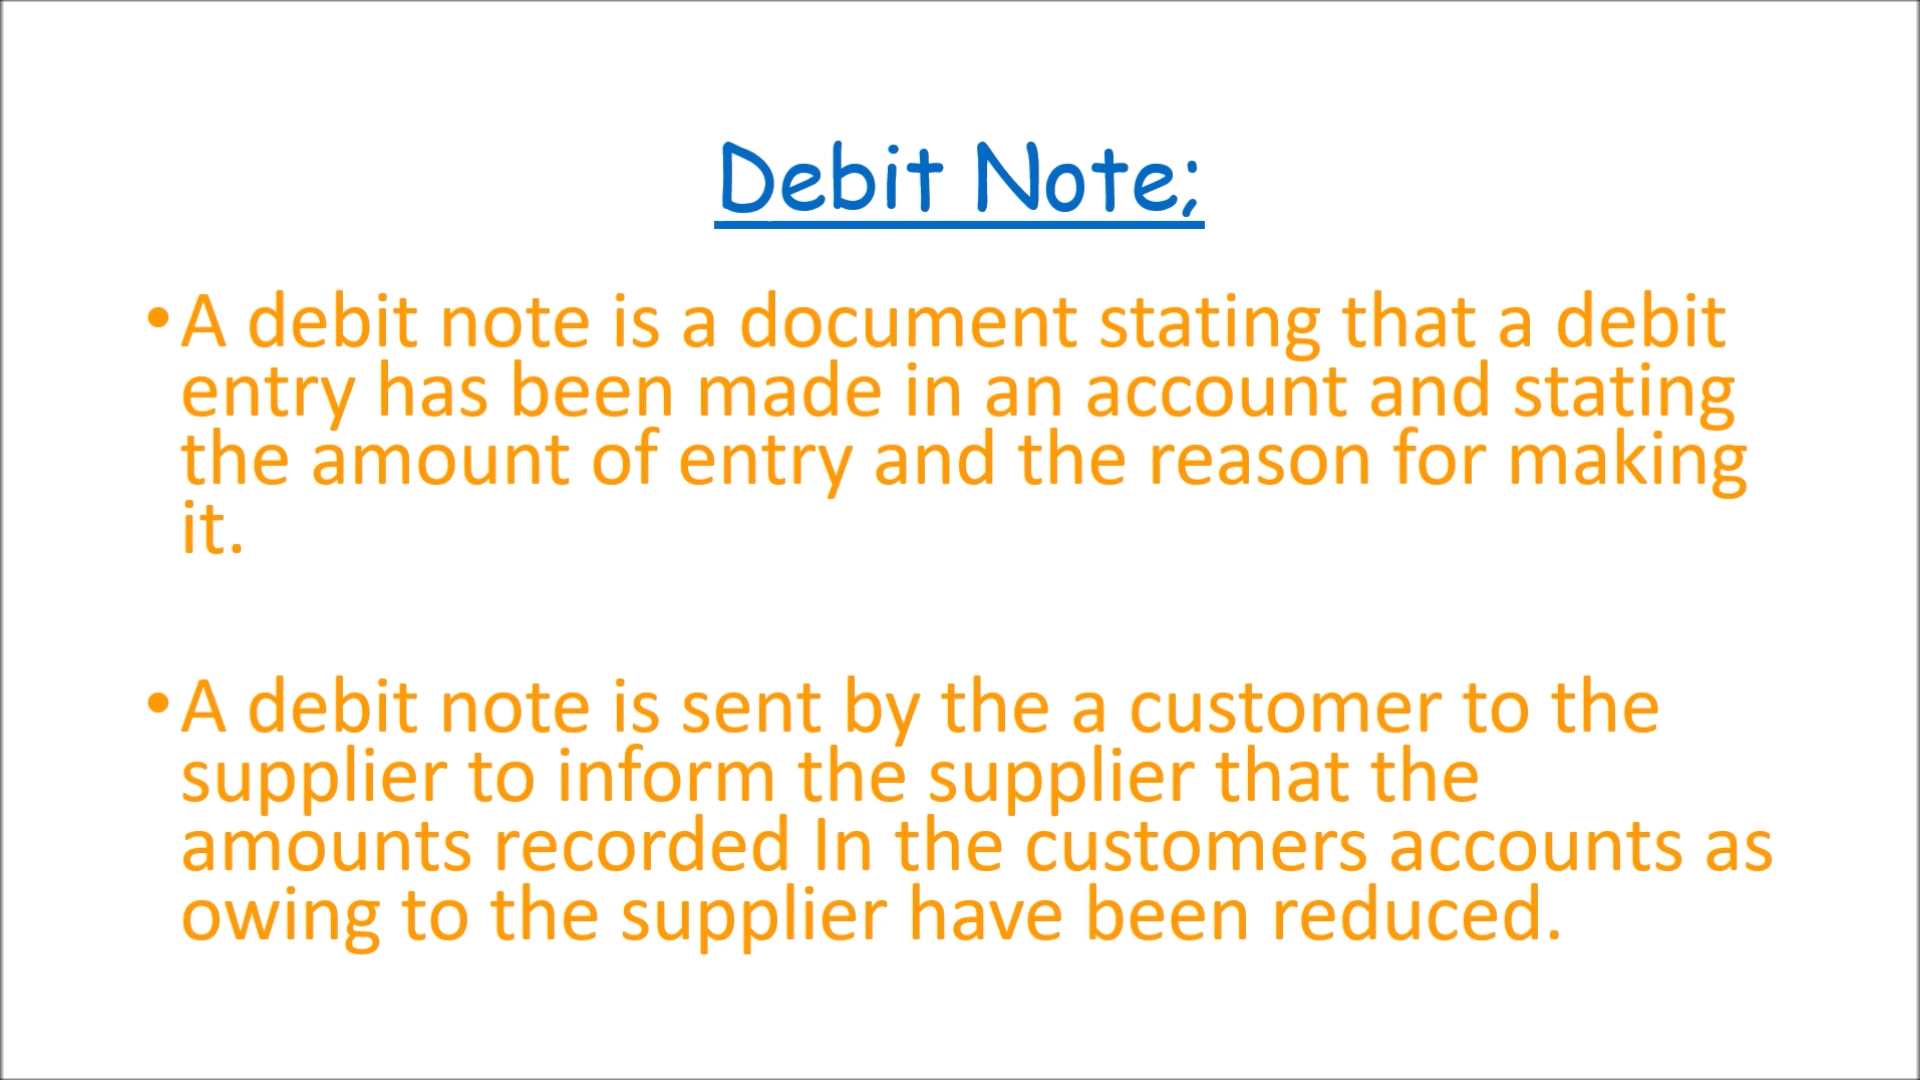 Debit Note;
•A debit note is a document stating that a debit
entry has been made in an account and stating
the amount of entry and the reason for making
it.
•A debit note is sent by the a customer to the
supplier to inform the supplier that the
amounts recorded In the customers accounts as
owing to the supplier have been reduced.